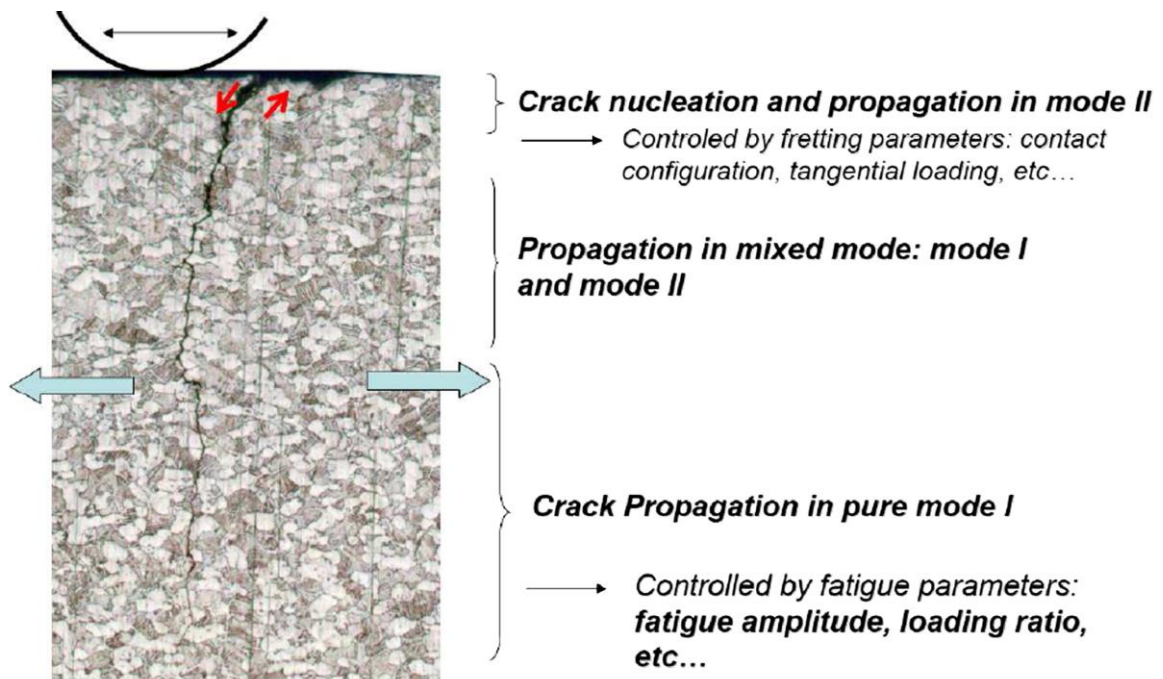 Crack nucleation and propagation in mode II
Controled by fretting parameters: contact
configuration, tangential loading, etc…
Propagation in mixed mode: mode I
and mode II
Crack Propagation in pure mode I
Controlled by fatigue parameters:
fatigue amplitude, loading ratio,
etc…